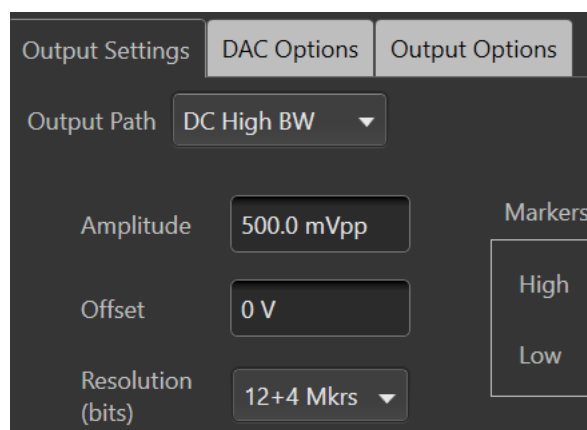 Output Settings DAC Options Output Options
Output Path DC High BW
Amplitude 500.0 mVpp
Offset 0 V
Resolution
(bits) 12+4 Mkrs
Markers
High
Low